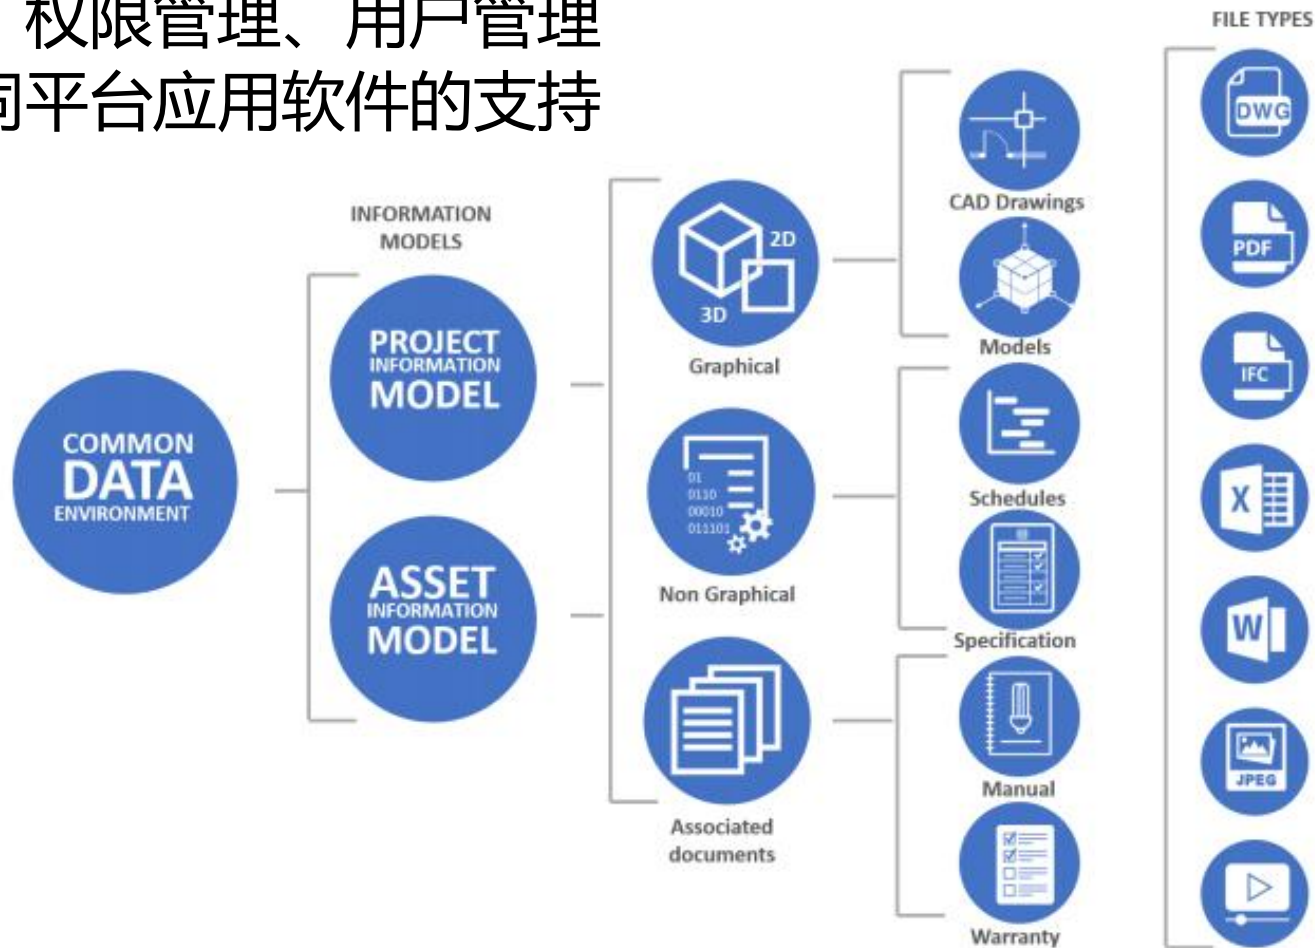 权限管理、用户管理
同平台应用软件的支持
FILE TYPES
DWG
CAD Drawings
INFORMATION
MODELS
2D
3D
Graphical
PDF
Models
PROJECT
INFORMATION
MODEL
IFC
COMMON
DATA
ENVIRONMENT
01
0110
00010
011101
Non Graphical
Schedules
X
ASSET
INFORMATION
MODEL
Specification
W
Associated
documents
Manual
JPEG
Warranty